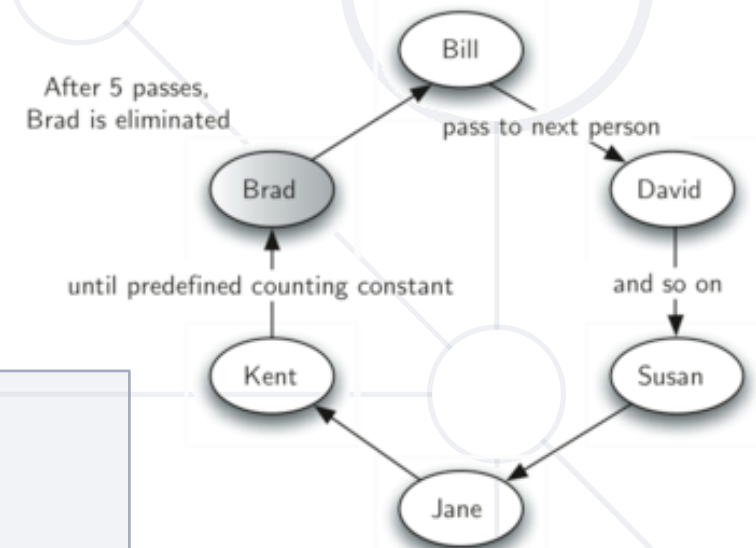 Bill
After 5 passes,
Brad is eliminated
pass to next person
Brad
David
until predefined counting constant
and so on
Kent
Susan
Jane